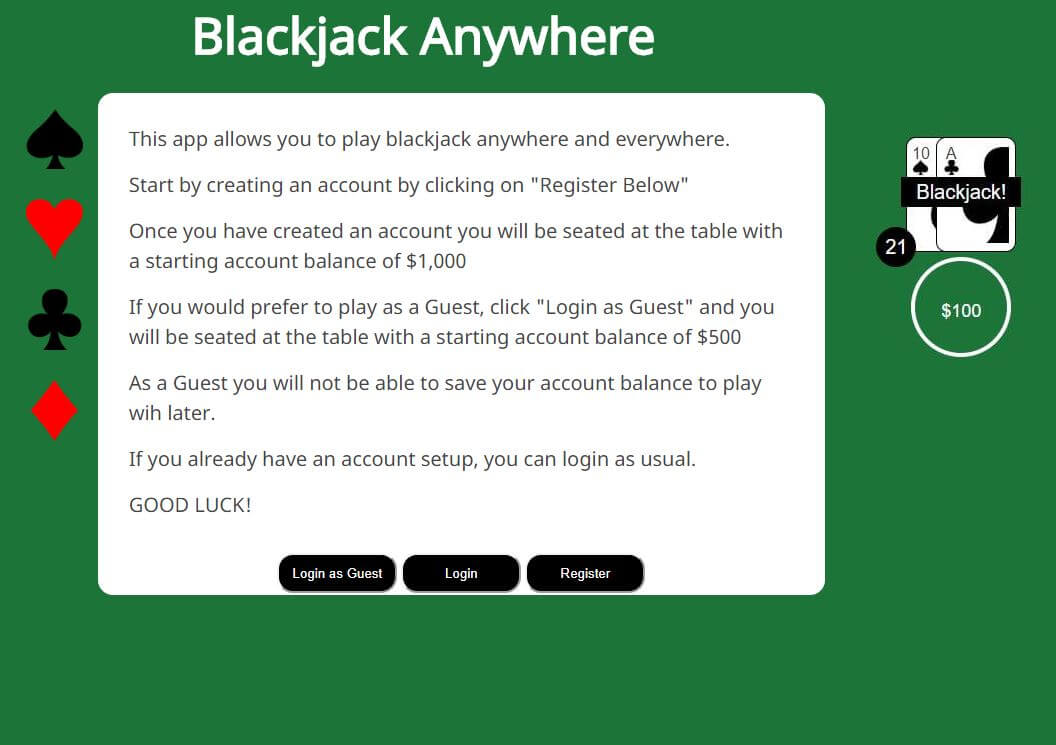 Blackjack Anywhere
This app allows you to play blackjack anywhere and everywhere.
Start by creating an account by clicking on "Register Below"
Once you have created an account you will be seated at the table with
a starting account balance of $1,000
If you would prefer to play as a Guest, click "Login as Guest" and you
will be seated at the table with a starting account balance of $500
As a Guest you will not be able to save your account balance to play
wih later.
If you already have an account setup, you can login as usual.
GOOD LUCK!
Login as Guest Login Register
10 A
Blackjack!
21
$100